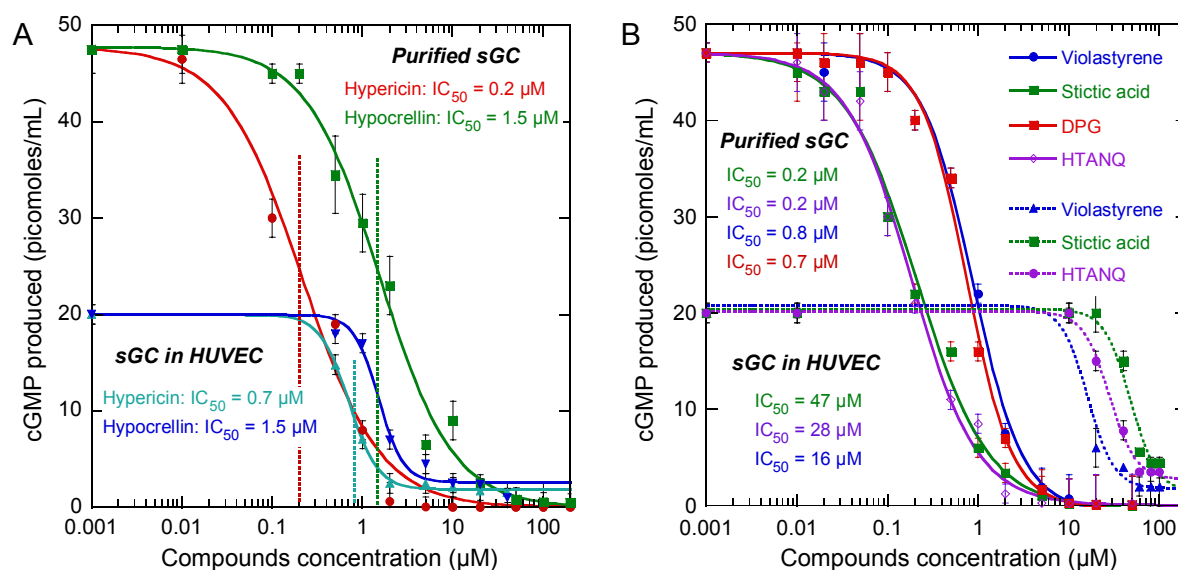 A
50
40
30
20
10
0
cGMP produced (picomoles/mL)
Purified sGC
Hypericin: IC50 = 0.2 µM
Hypocrellin: IC50 = 1.5 µM
sGC in HUVEC
Hypericin: IC50 = 0.7 µM
Hypocrellin: IC50 = 1.5 µM
0.001 0.01 0.1 1 10 100
Compounds concentration (µM)
B
50
40
30
20
10
0
cGMP produced (picomoles/mL)
Violastyrene
Stictic acid
DPG
HTANQ
Violastyrene
Stictic acid
HTANQ
Purified sGC
IC50 = 0.2 µM
IC50 = 0.2 µM
IC50 = 0.8 µM
IC50 = 0.7 µM
sGC in HUVEC
IC50 = 47 µM
IC50 = 28 µM
IC50 = 16 µM
0.001 0.01 0.1 1 10 100
Compounds concentration (µM)